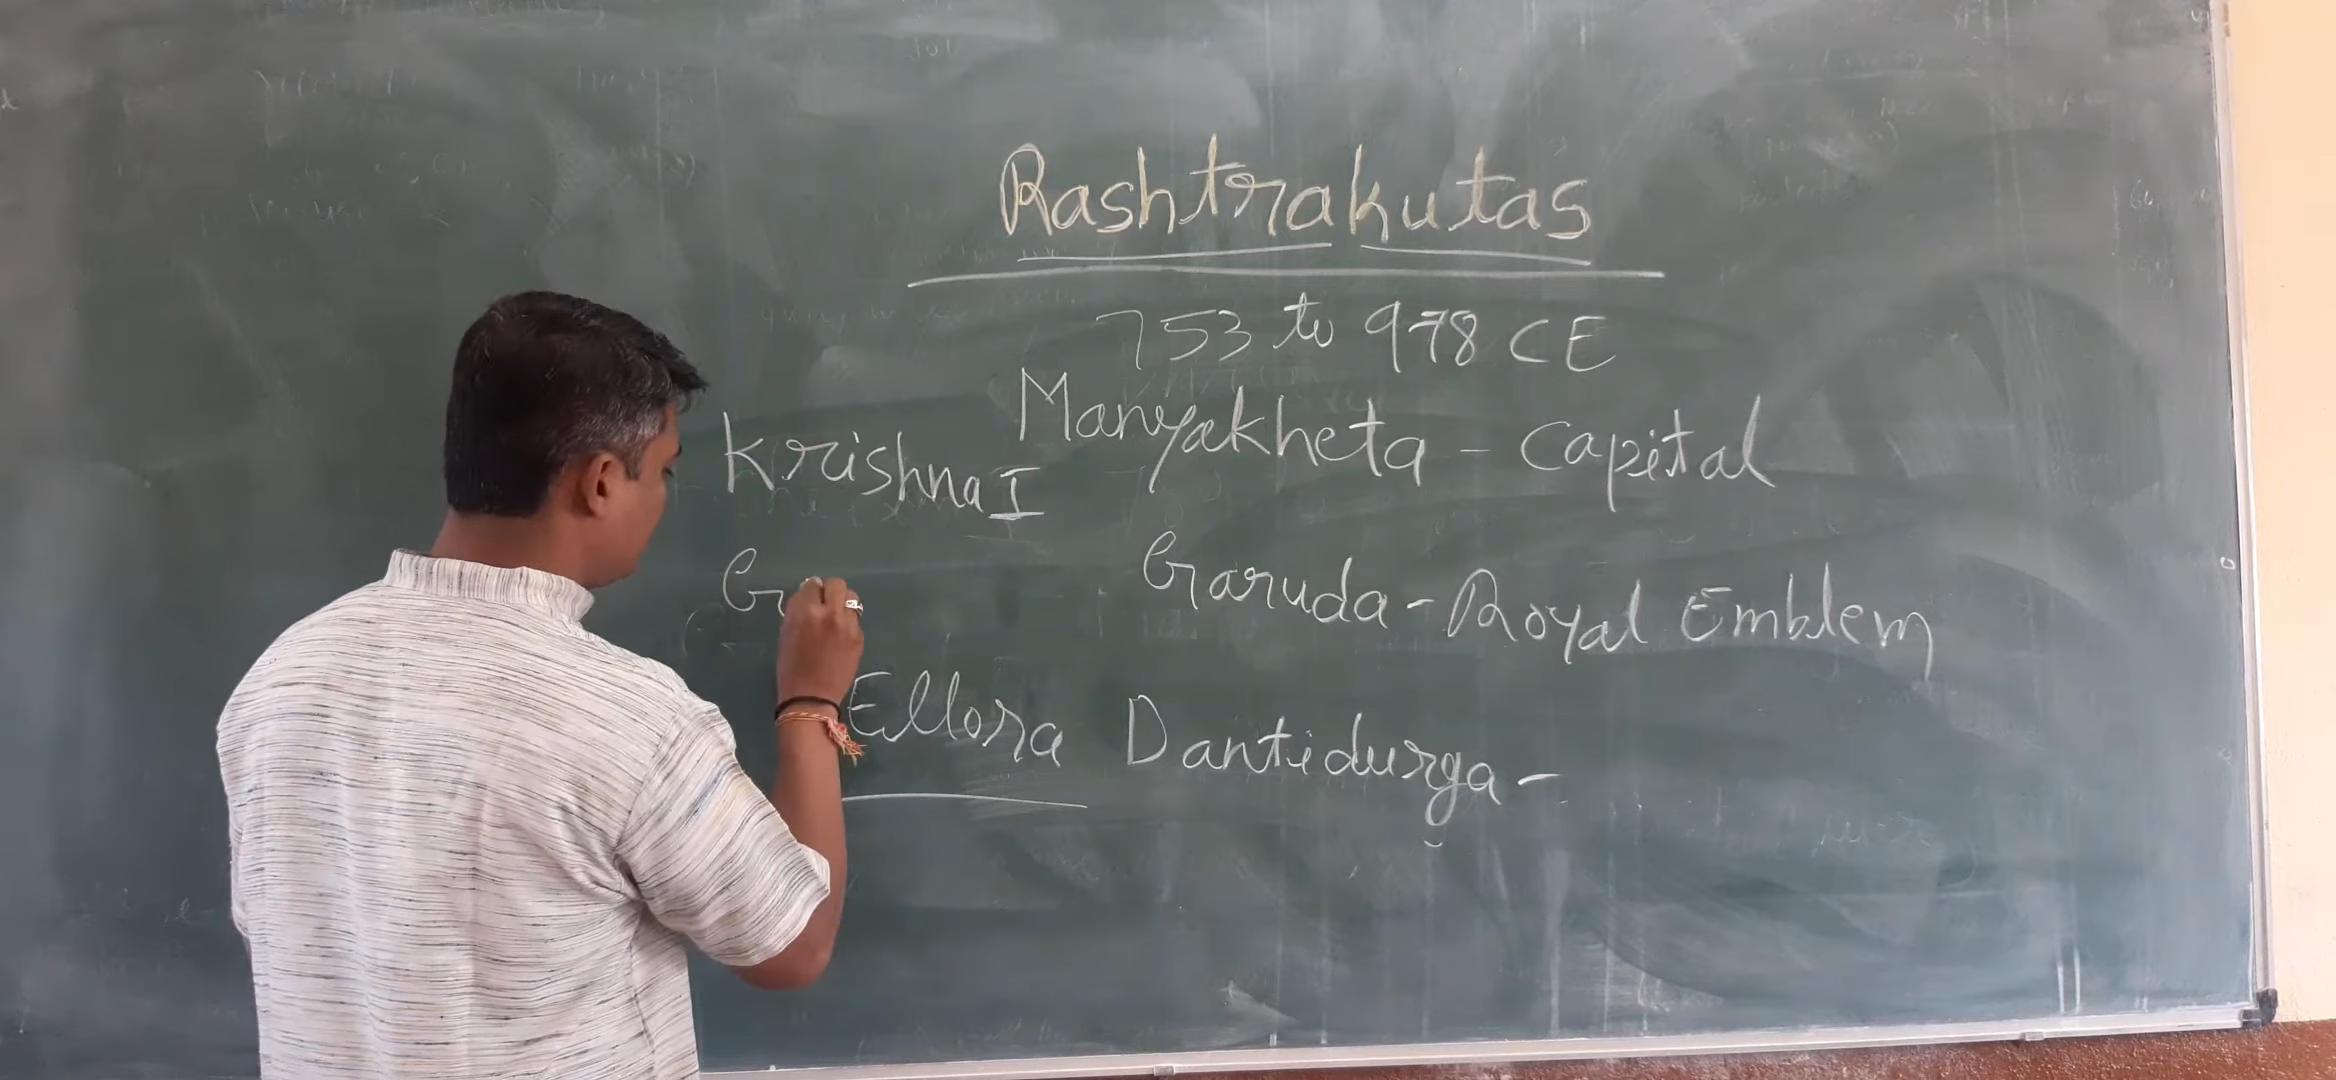 Rashtrakutas
753 to 978 CE
Manyakheta - Capital
Krishna I
Garuda - Royal Emblem
G
Ellora
Dantidurga -